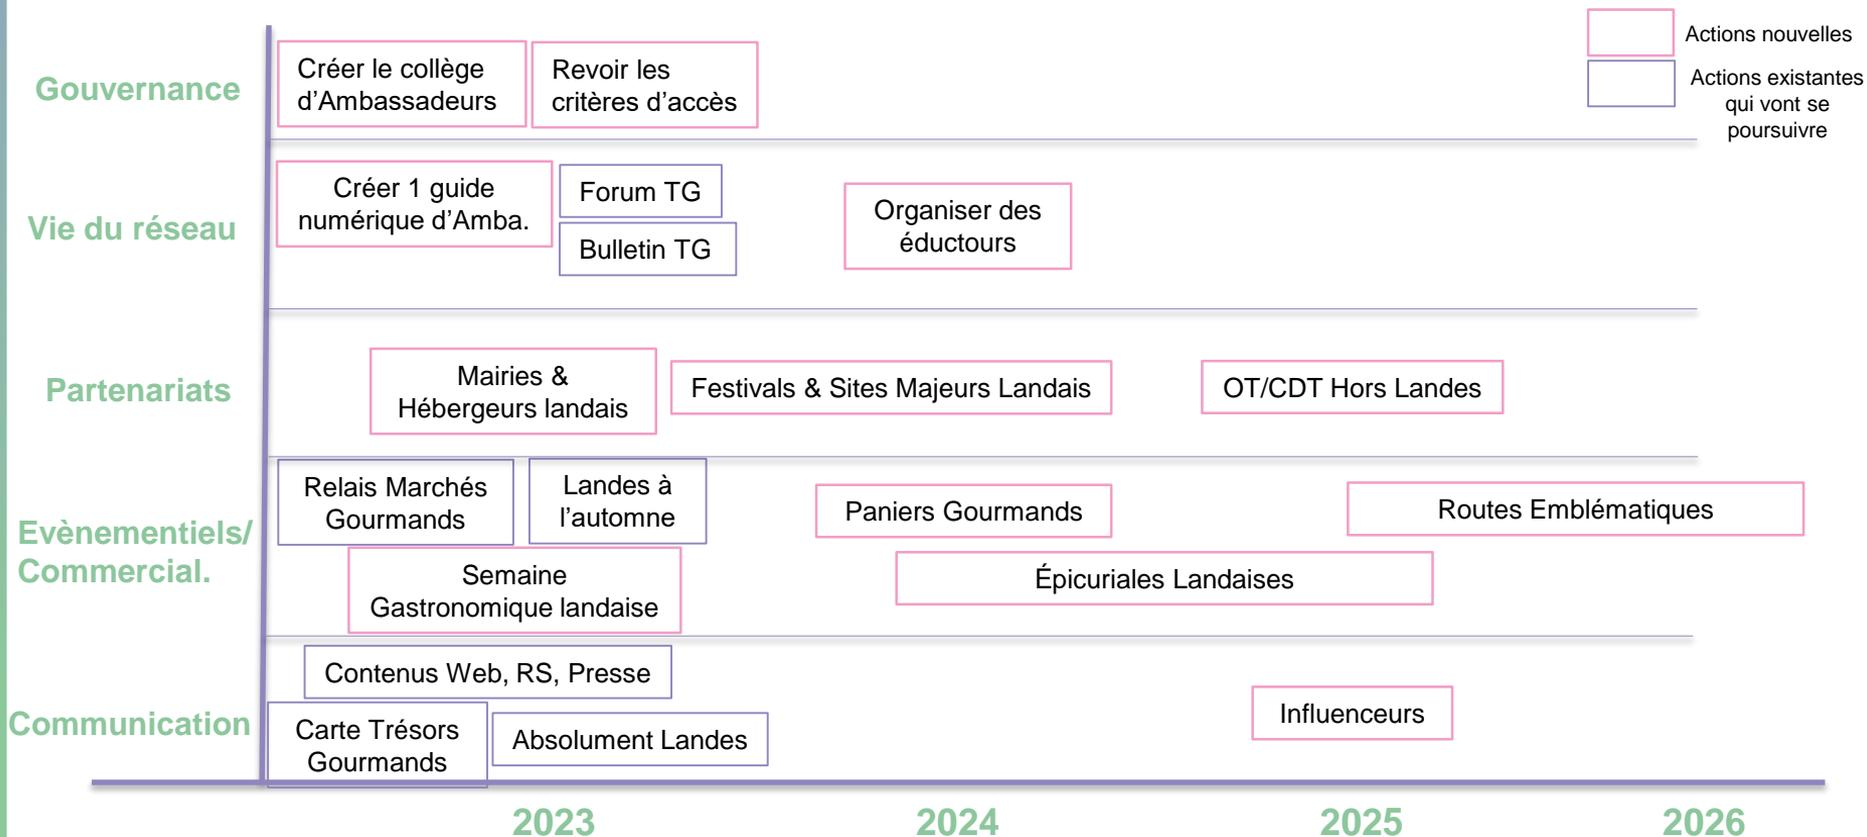 Actions nouvelles
Actions existantes
qui vont se
poursuivre
Gouvernance
Créer le collège
d’Ambassadeurs
Revoir les
critères d’accès
Vie du réseau
Créer 1 guide
numérique d’Amba.
Forum TG
Bulletin TG
Organiser des
éductours
Partenariats
Mairies &
Hébergeurs landais
Festivals & Sites Majeurs Landais
OT/CDT Hors Landes
Evènementiels/
Commercial.
Relais Marchés
Gourmands
Landes à
l’automne
Semaine
Gastronomique landaise
Paniers Gourmands
Épicuriales Landaises
Routes Emblématiques
Communication
Contenus Web, RS, Presse
Carte Trésors
Gourmands
Absolument Landes
Influenceurs
2023
2024
2025
2026